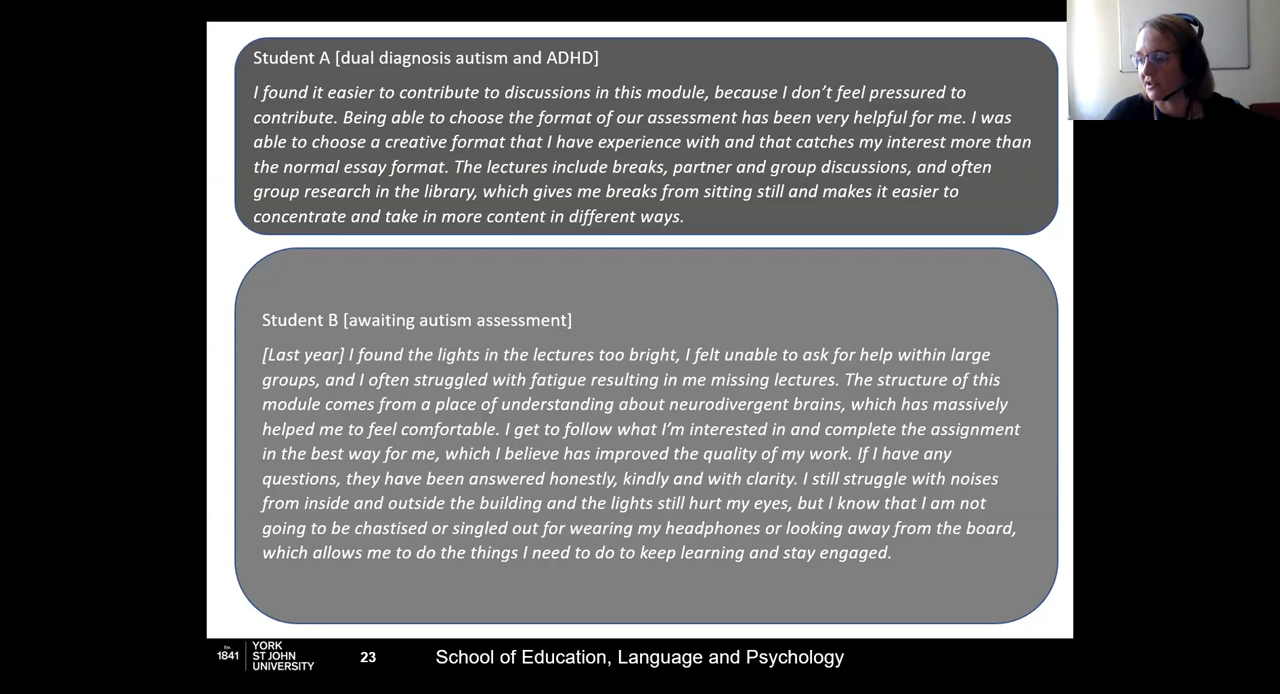 Student A [dual diagnosis autism and ADHD]
I found it easier to contribute to discussions in this module, because I don’t feel pressured to
contribute. Being able to choose the format of our assessment has been very helpful for me. I was
able to choose a creative format that I have experience with and that catches my interest more than
the normal essay format. The lectures include breaks, partner and group discussions, and often
group research in the library, which gives me breaks from sitting still and makes it easier to
concentrate and take in more content in different ways.
Student B [awaiting autism assessment]
[Last year] I found the lights in the lectures too bright, I felt unable to ask for help within large
groups, and I often struggled with fatigue resulting in me missing lectures. The structure of this
module comes from a place of understanding about neurodivergent brains, which has massively
helped me to feel comfortable. I get to follow what I’m interested in and complete the assignment
in the best way for me, which I believe has improved the quality of my work. If I have any
questions, they have been answered honestly, kindly and with clarity. I still struggle with noises
from inside and outside the building and the lights still hurt my eyes, but I know that I am not
going to be chastised or singled out for wearing my headphones or looking away from the board,
which allows me to do the things I need to do to keep learning and stay engaged.
Est.
1841
YORK
ST JOHN
UNIVERSITY
23
School of Education, Language and Psychology